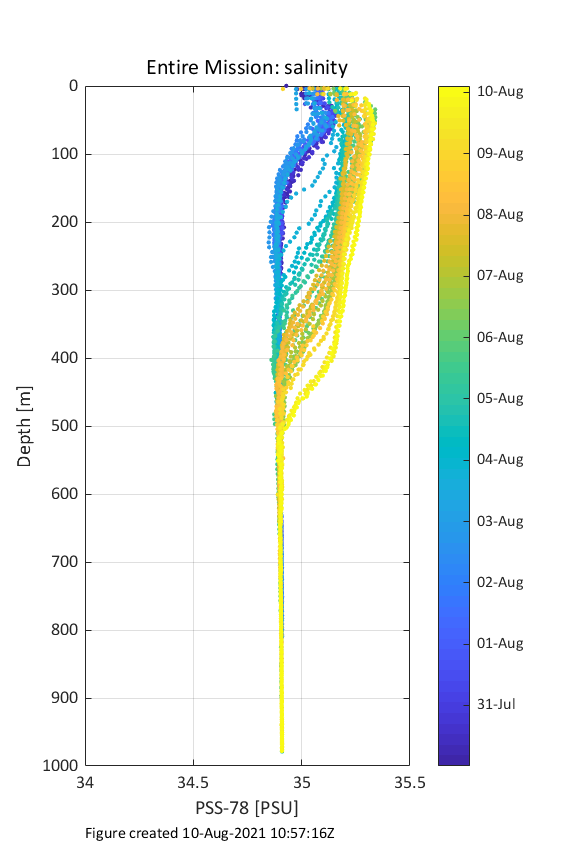 Entire Mission: salinity
0
100
200
300
400
500
600
700
800
900
1000
Depth [m]
34
34.5
35
35.5
PSS-78 [PSU]
10-Aug
09-Aug
08-Aug
07-Aug
06-Aug
05-Aug
04-Aug
03-Aug
02-Aug
01-Aug
31-Jul
Figure created 10-Aug-2021 10:57:16Z